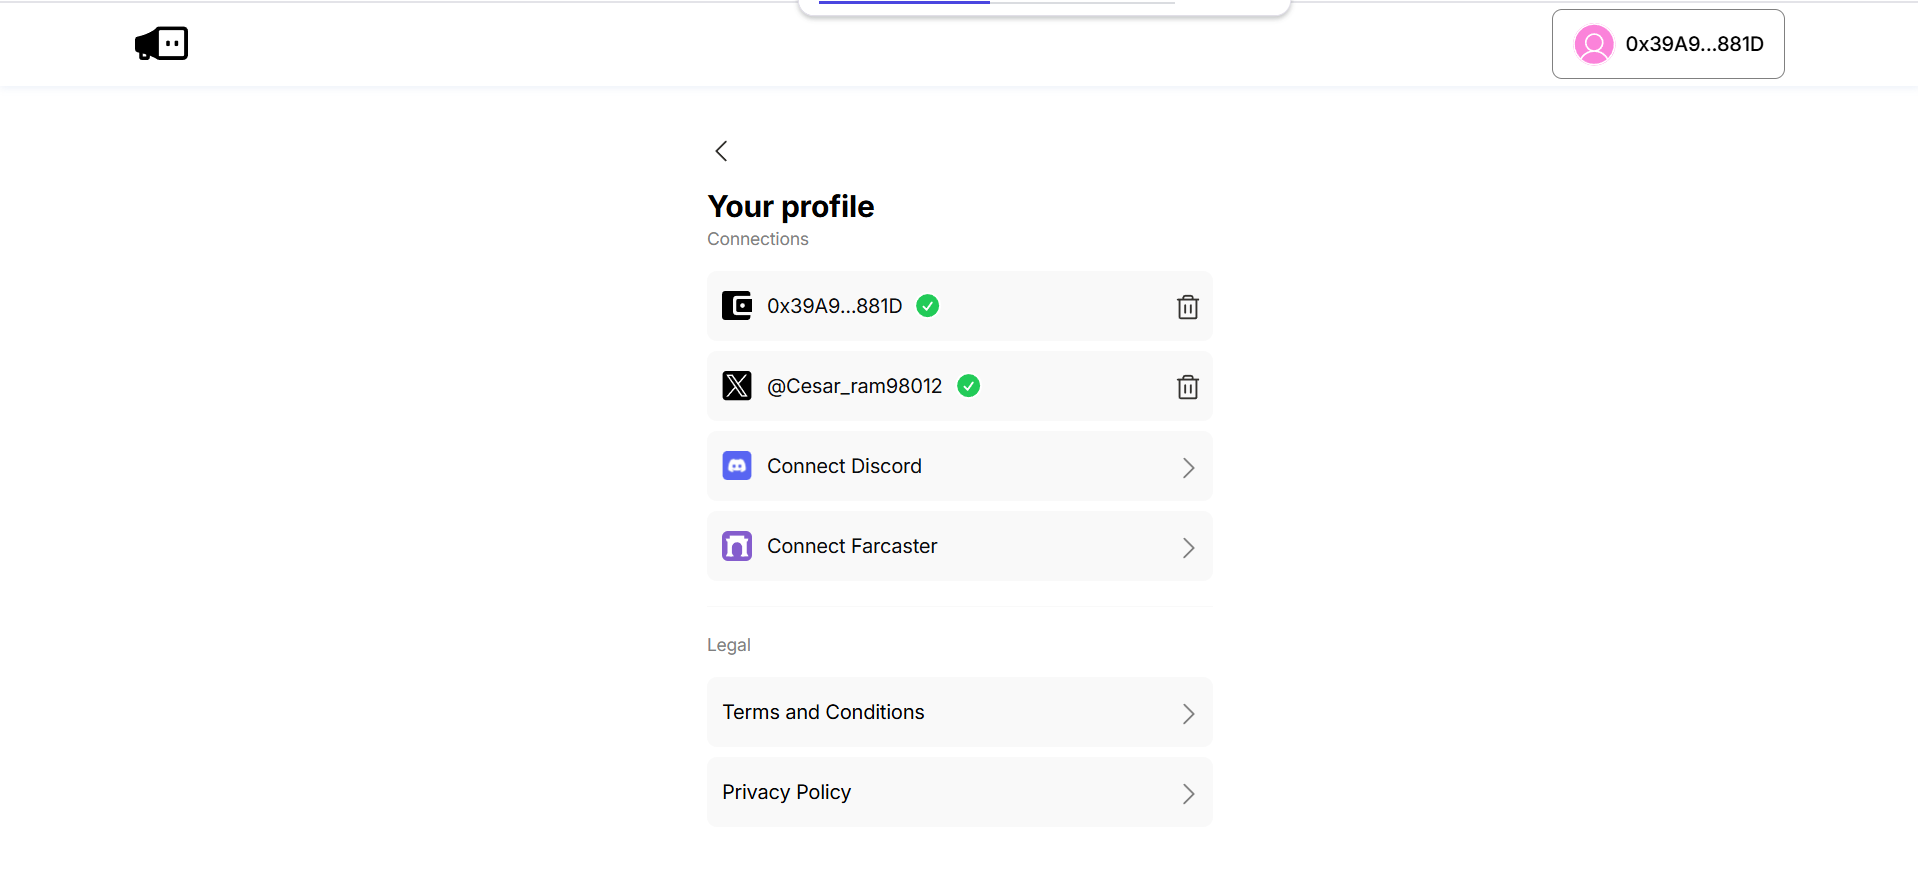 0x39A9...881D
Your profile
Connections
0x39A9...881D
@Cesar_ram98012
Connect Discord
Connect Farcaster
Legal
Terms and Conditions
Privacy Policy